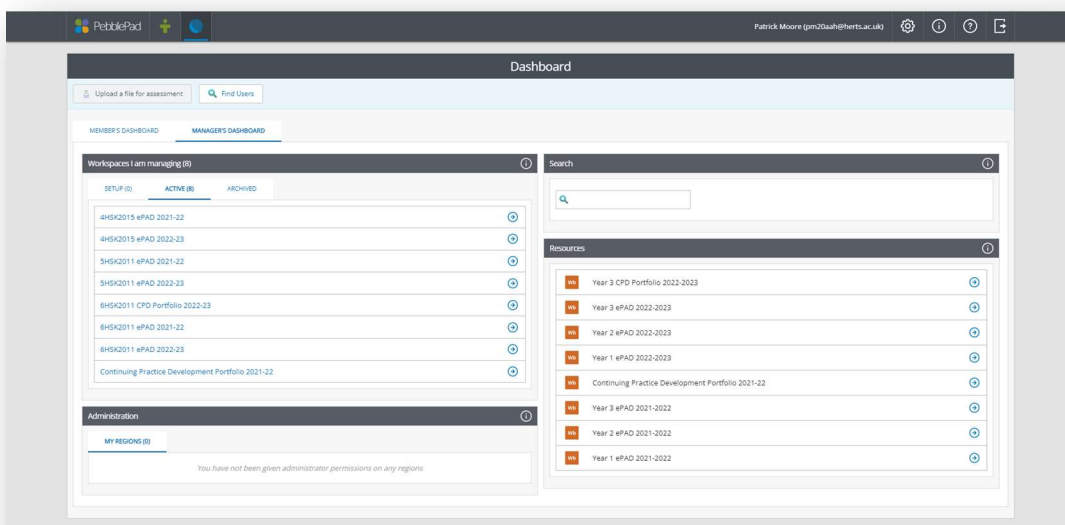 PebblePad
Patrick Moore (pm20aah@herts.ac.uk)
Dashboard
Upload a file for assessment
Find Users
MEMBER'S DASHBOARD
MANAGER'S DASHBOARD
Workspaces I am managing (8)
SETUP (0)
ACTIVE (8)
ARCHIVED
4HSK2015 ePAD 2021-22
4HSK2015 ePAD 2022-23
5HSK2011 ePAD 2021-22
5HSK2011 ePAD 2022-23
6HSK2011 CPD Portfolio 2022-23
6HSK2011 ePAD 2021-22
6HSK2011 ePAD 2022-23
Continuing Practice Development Portfolio 2021-22
Administration
MY REGIONS (0)
You have not been given administrator permissions on any regions
Search
Resources
Wb Year 3 CPD Portfolio 2022-2023
Wb Year 3 ePAD 2022-2023
Wb Year 2 ePAD 2022-2023
Wb Year 1 ePAD 2022-2023
Wb Continuing Practice Development Portfolio 2021-22
Wb Year 3 ePAD 2021-2022
Wb Year 2 ePAD 2021-2022
Wb Year 1 ePAD 2021-2022